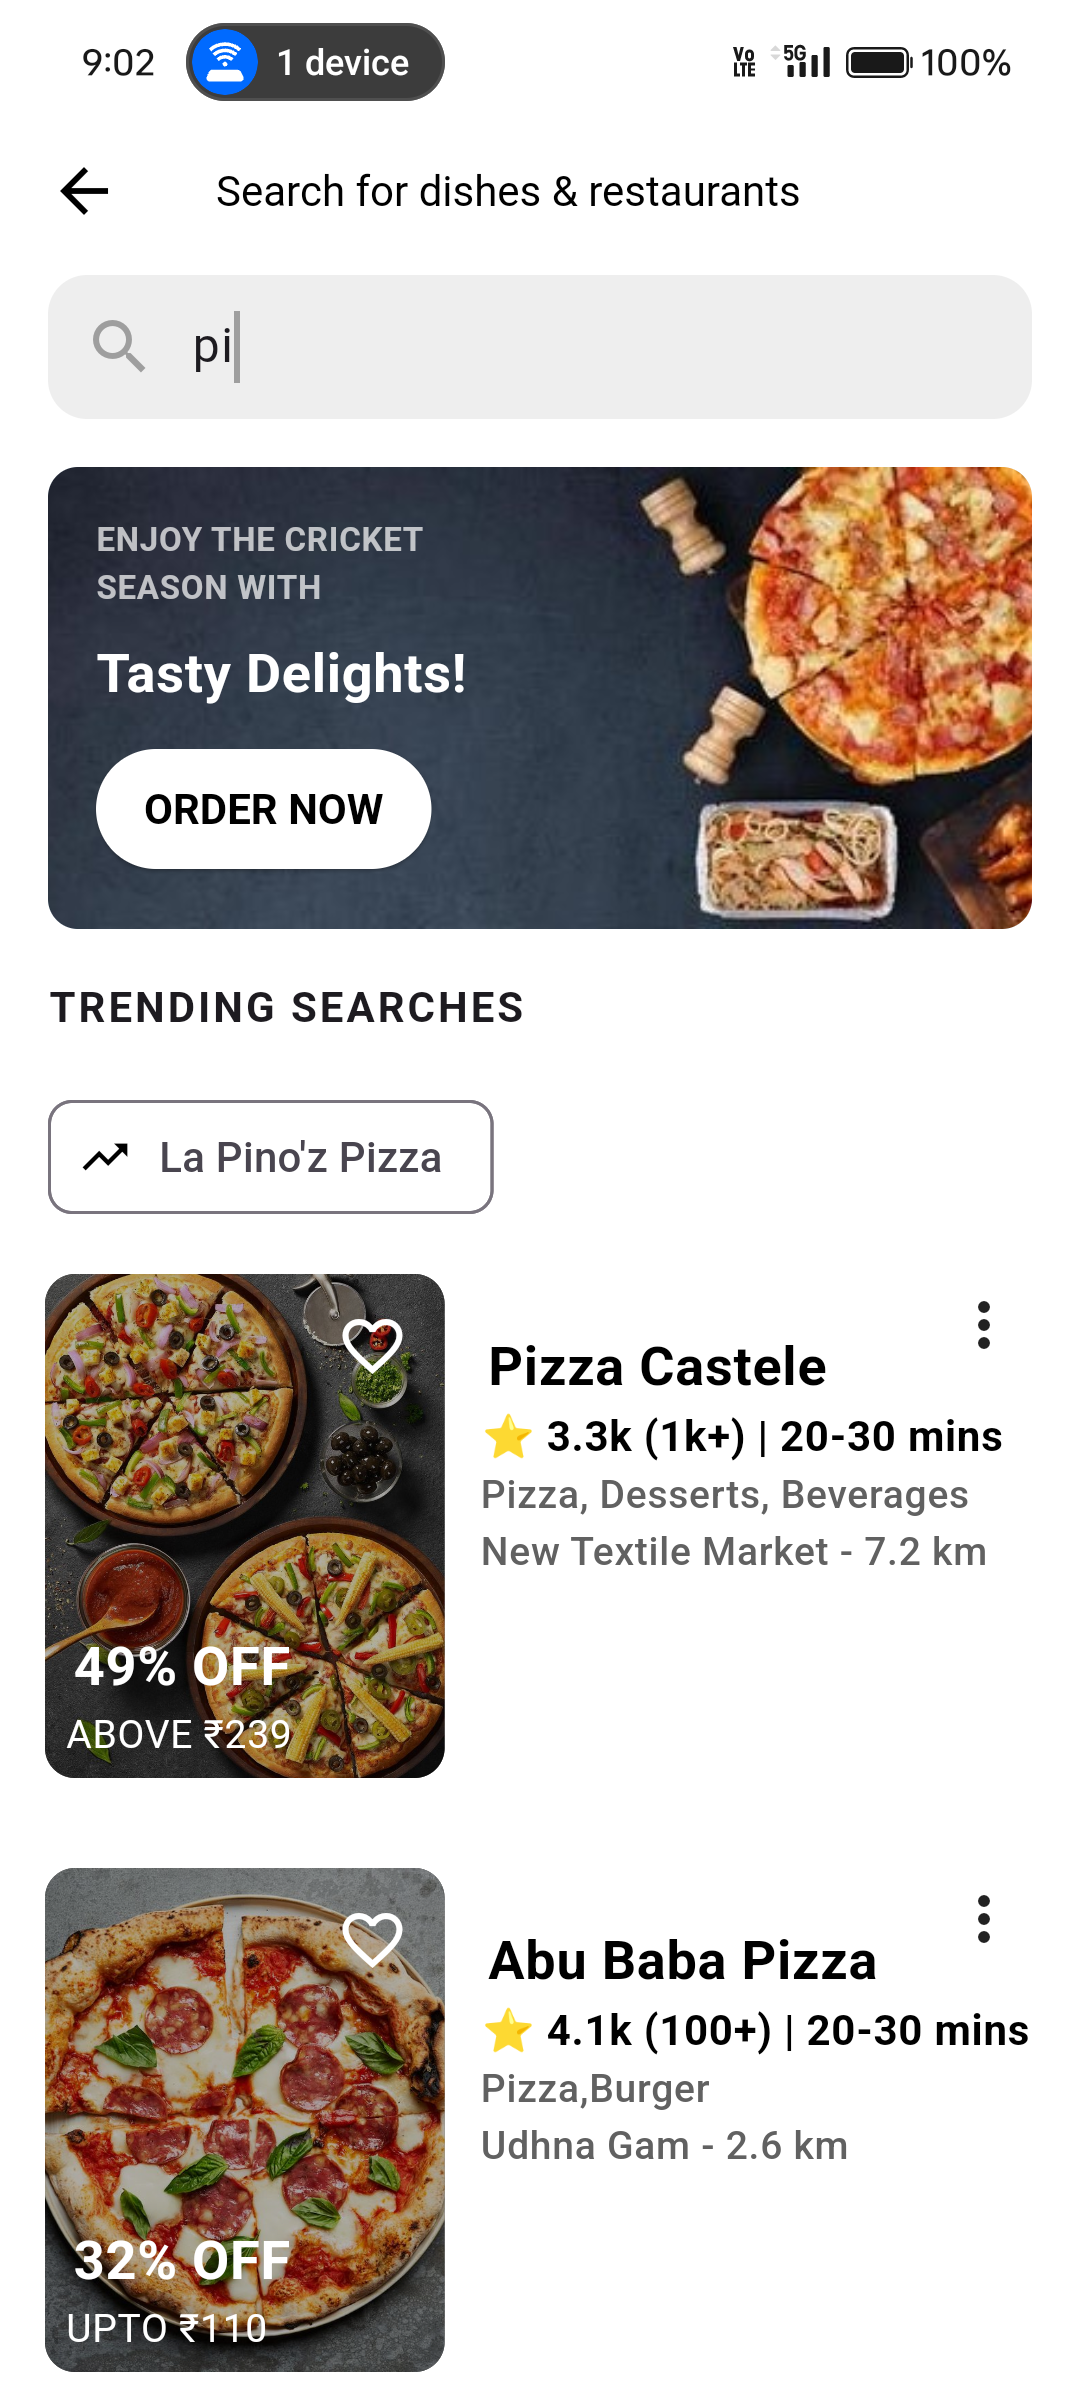 9:02 1 device Vo LTE 5G 100%
Search for dishes & restaurants
pi
ENJOY THE CRICKET
SEASON WITH
Tasty Delights!
ORDER NOW
TRENDING SEARCHES
La Pino'z Pizza
Pizza Castele
⭐ 3.3k (1k+) | 20-30 mins
Pizza, Desserts, Beverages
New Textile Market - 7.2 km
49% OFF
ABOVE ₹239
Abu Baba Pizza
⭐ 4.1k (100+) | 20-30 mins
Pizza,Burger
Udhna Gam - 2.6 km
32% OFF
UPTO ₹110